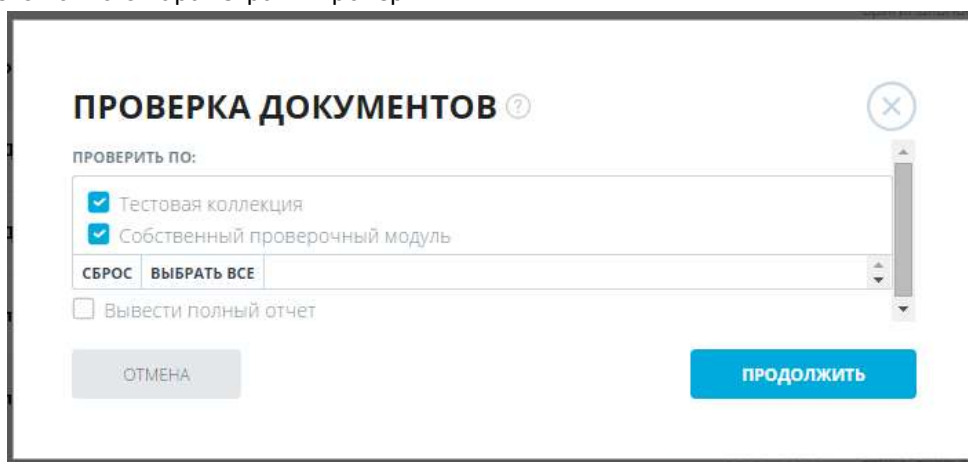 ПРОВЕРКА ДОКУМЕНТОВ ?
ПРОВЕРИТЬ ПО:
Тестовая коллекция
Собственный проверочный модуль
СБРОС ВЫБРАТЬ ВСЕ
Вывести полный отчет
ОТМЕНА ПРОДОЛЖИТЬ